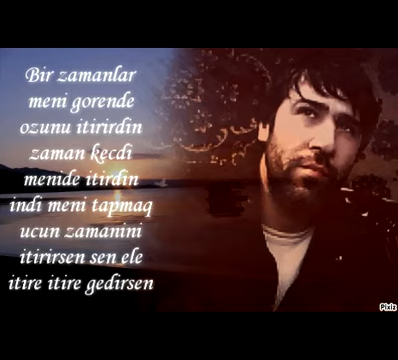 Bir zamanlar
meni gorende
ozunu itirirdin
zaman kecdi
menide itirdin
indi meni tapmaq
ucun zamanini
itirirsen sen ele
itire itire gedirsen
Pixiz